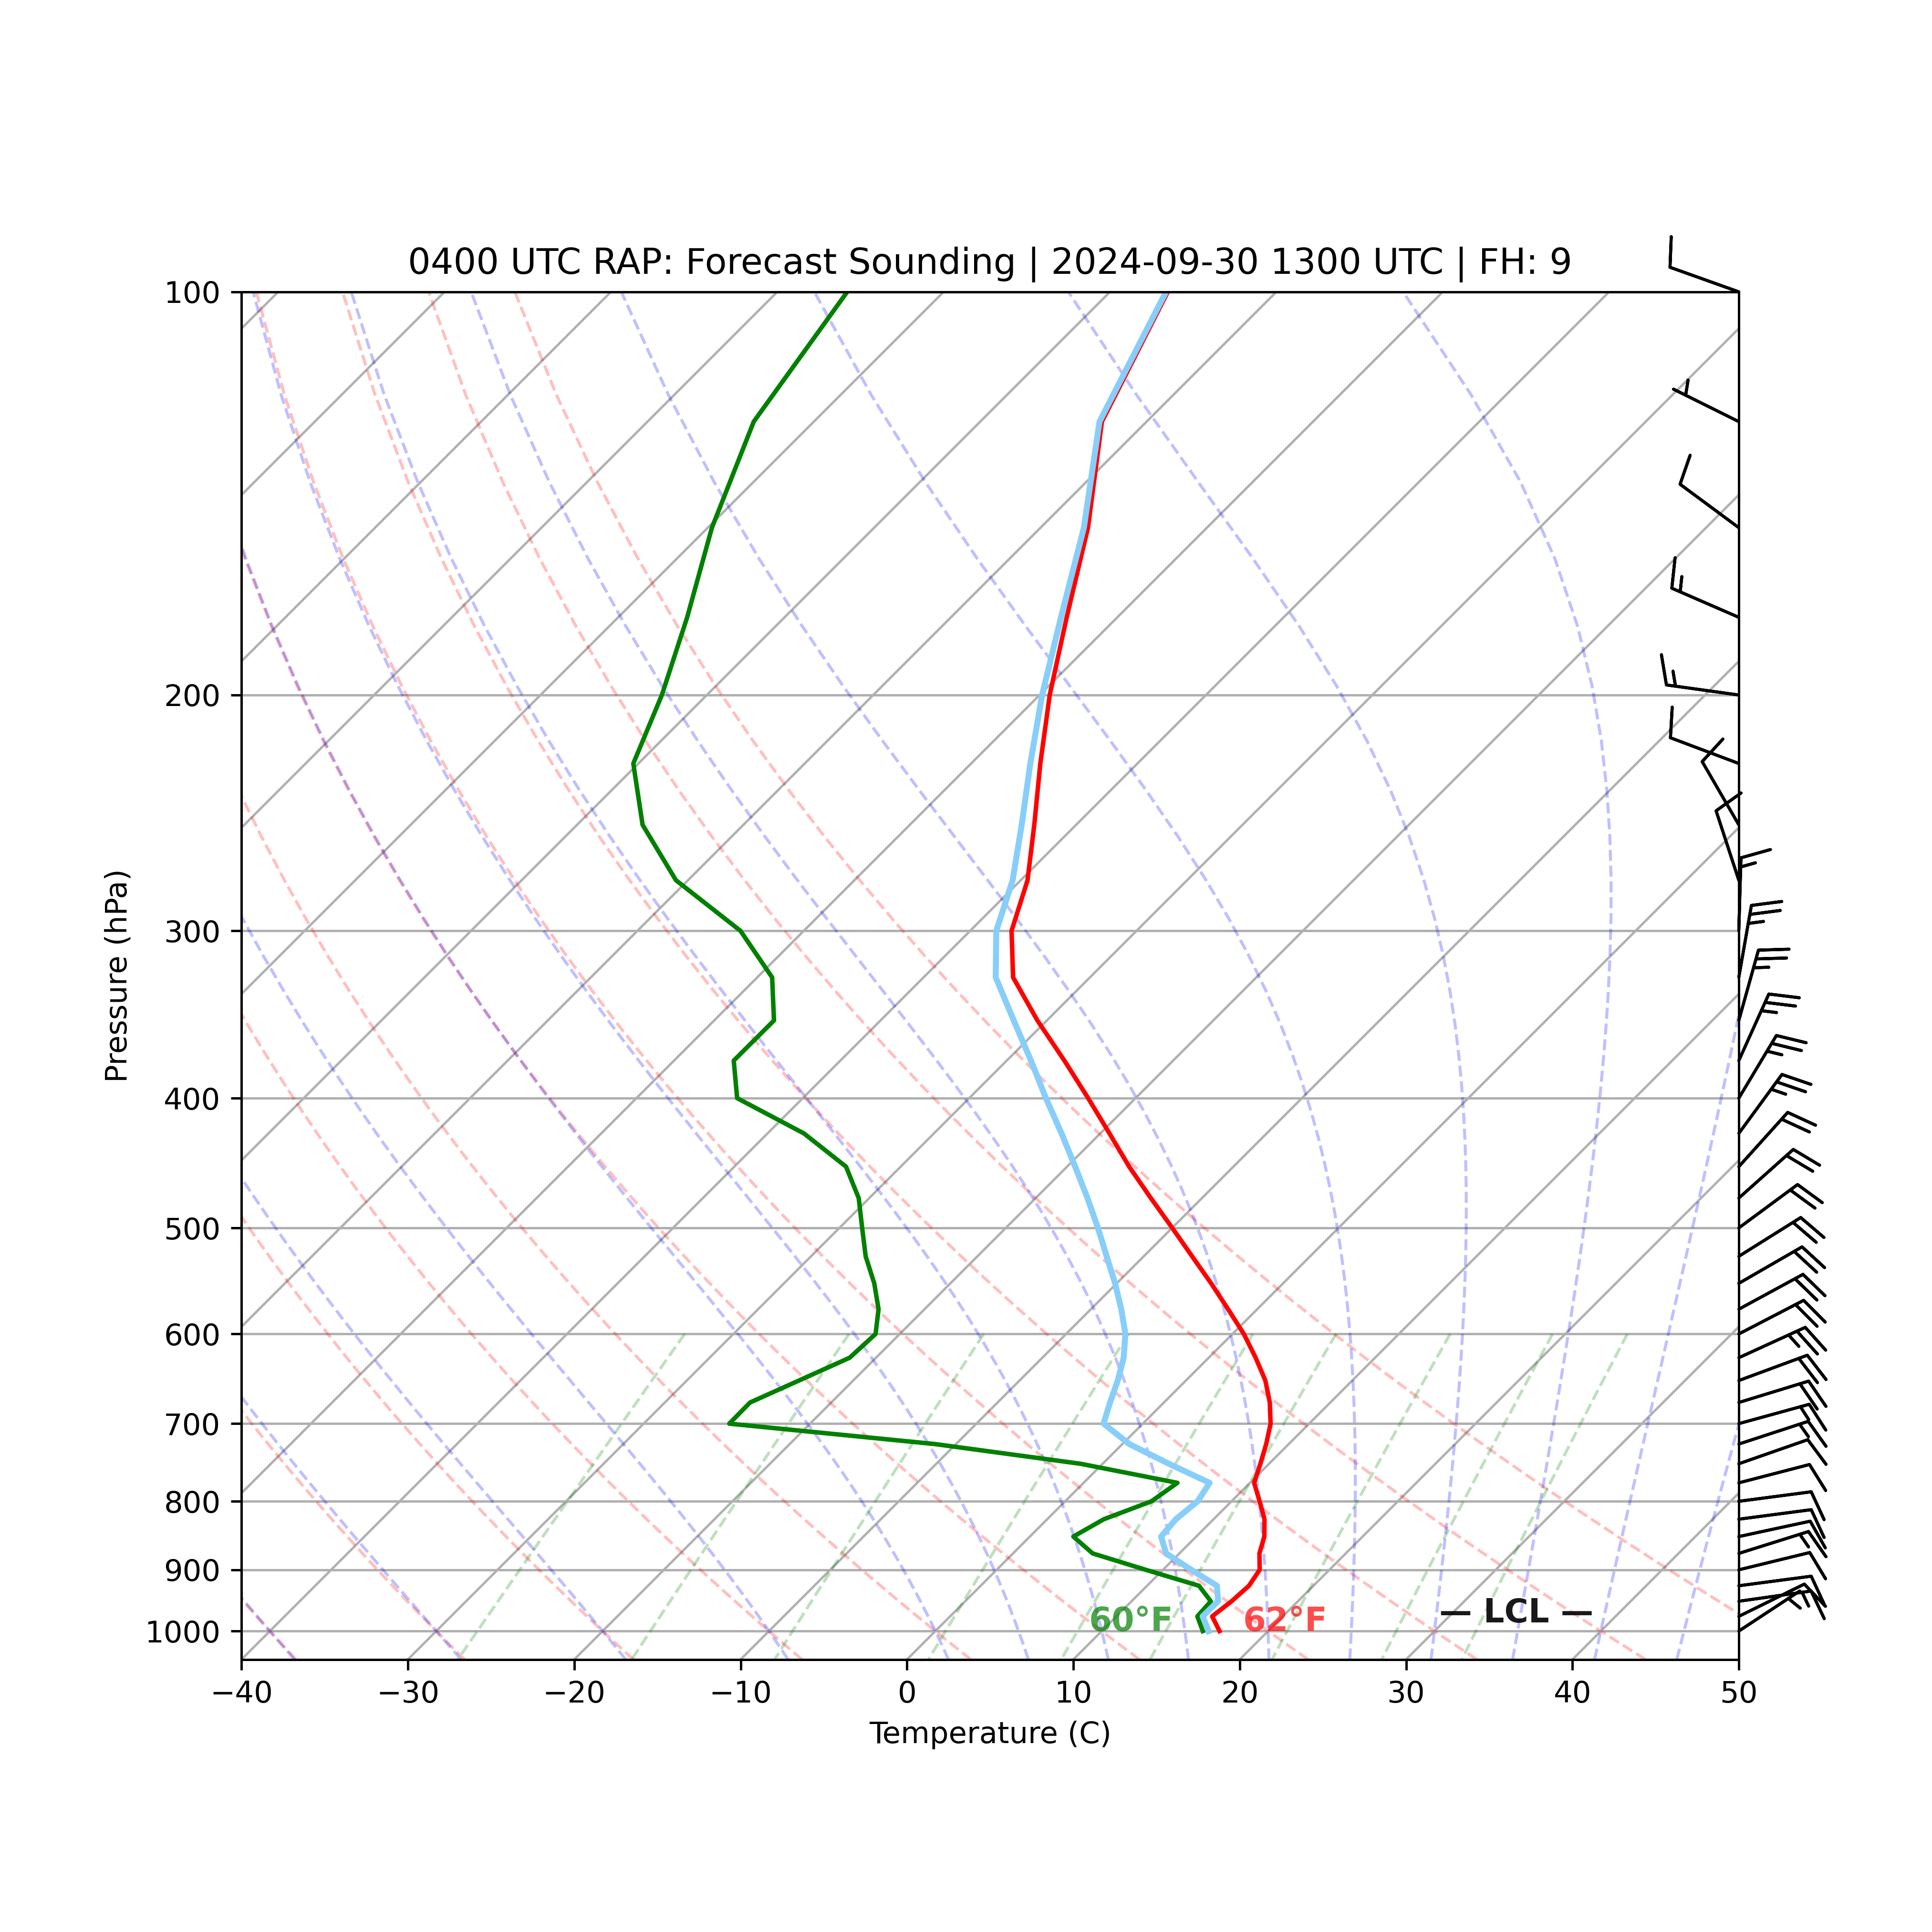 0400 UTC RAP: Forecast Sounding | 2024-09-30 1300 UTC | FH: 9
100
200
300
400
500
600
700
800
900
1000
Pressure (hPa)
60°F
62°F
— LCL —
−40 −30 −20 −10 0 10 20 30 40 50
Temperature (C)